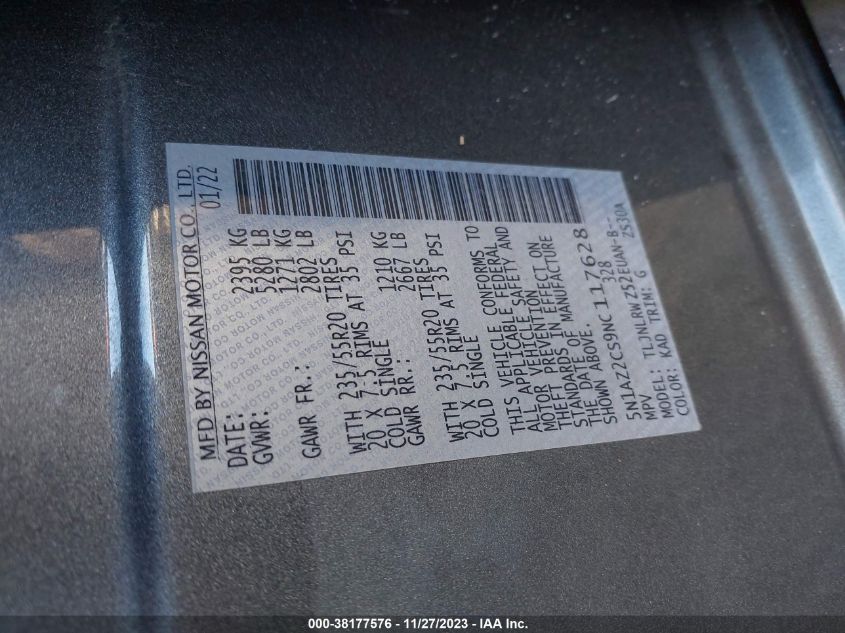 MFD BY NISSAN MOTOR CO., LTD.
DATE: 01/22
GVWR: 2395 KG
5280 LB
GAWR FR.: 1271 KG
2802 LB
WITH 235/55R20 TIRES
20 X 7.5 RIMS AT 35 PSI
COLD SINGLE
GAWR RR.: 1210 KG
2667 LB
WITH 235/55R20 TIRES
20 X 7.5 RIMS AT 35 PSI
COLD SINGLE
THIS VEHICLE CONFORMS TO
ALL APPLICABLE FEDERAL
MOTOR VEHICLE SAFETY AND
THEFT PREVENTION
STANDARDS IN EFFECT ON
THE DATE OF MANUFACTURE
SHOWN ABOVE.
5N1AZ2CS9NC117628
MPV 328
MODEL: TLJNLRWZ52EUAN-B--
COLOR: KAD TRIM: G ZS30A
000-38177576 - 11/27/2023 - IAA Inc.